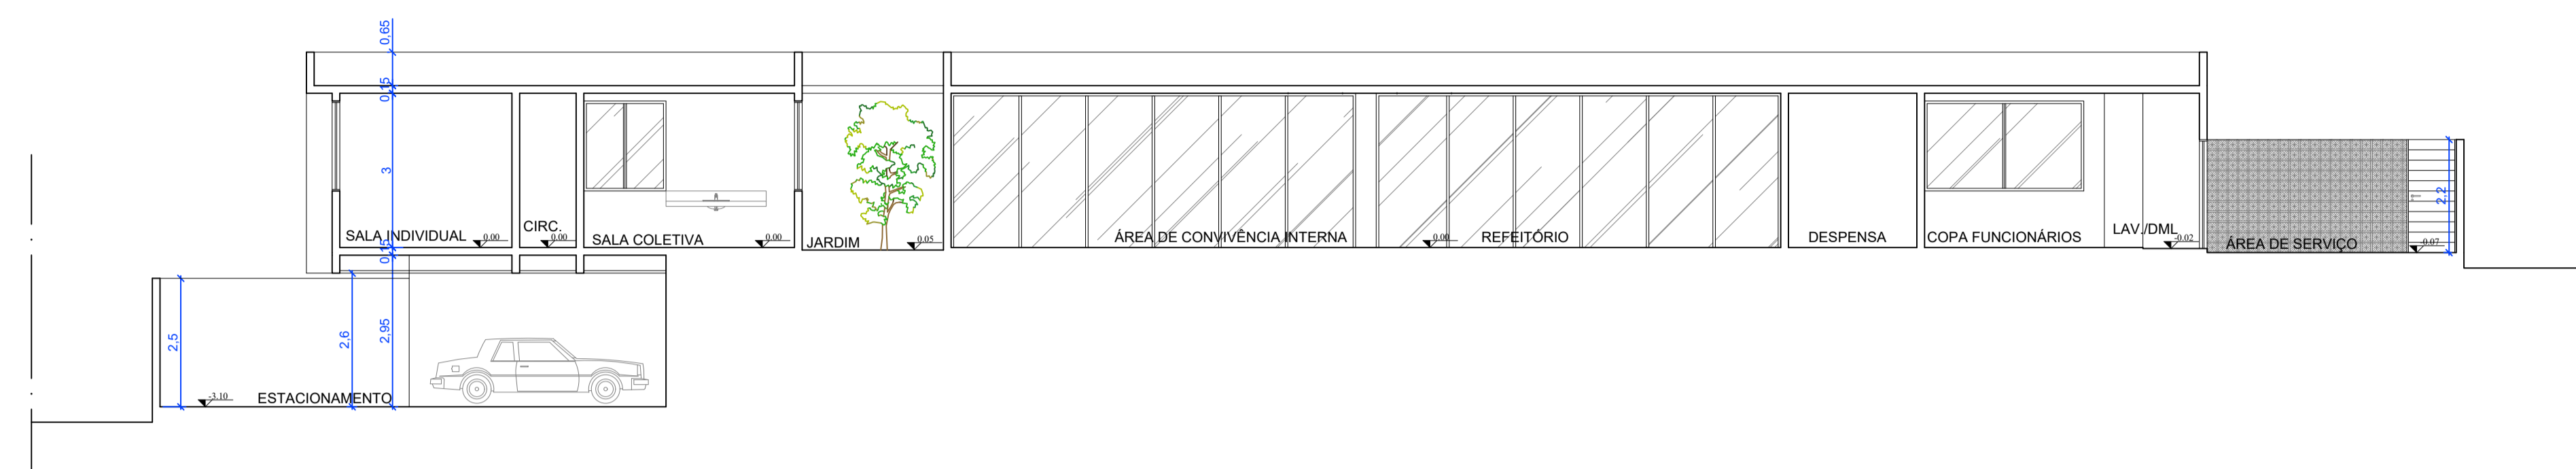 0,65
0,15
3
0,15
2,95
2,6
2,5
SALA INDIVIDUAL
0.00
CIRC.
0.00
SALA COLETIVA
0.00
JARDIM
0.05
ÁREA DE CONVIVÊNCIA INTERNA
0.00
REFEITÓRIO
DESPENSA
COPA FUNCIONÁRIOS
LAV./DML
-0.02
ÁREA DE SERVIÇO
-0.07
2,2
-3.10
ESTACIONAMENTO